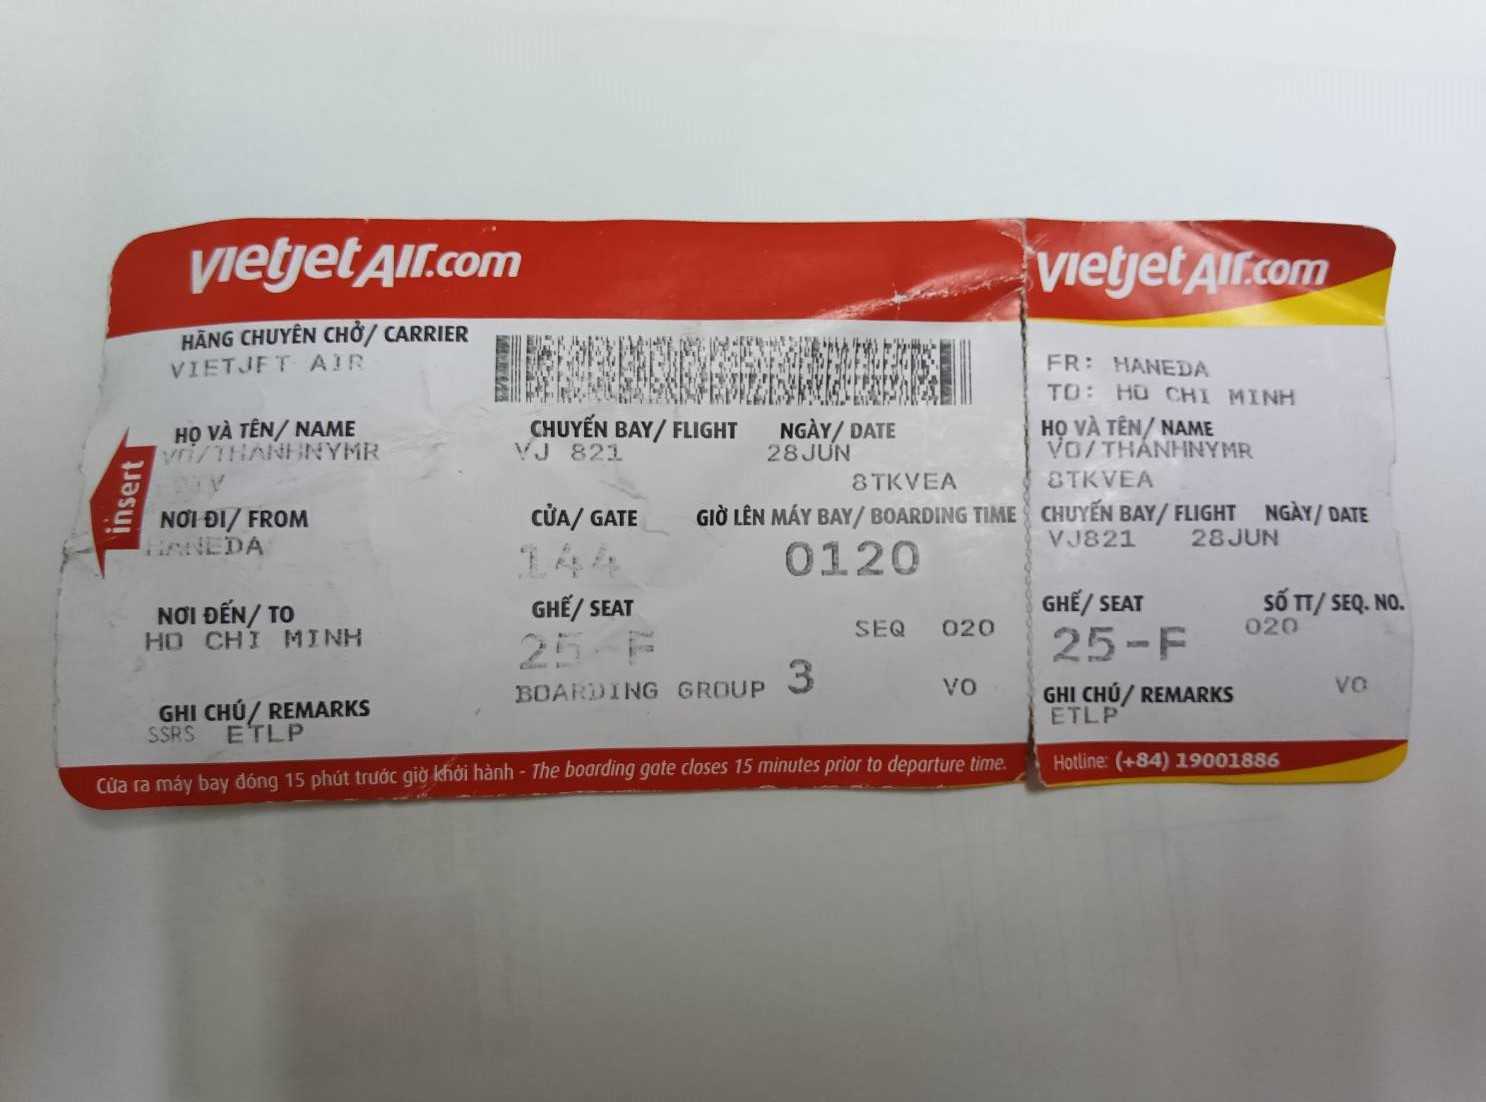 vietjetAir.com
HÃNG CHUYÊN CHỞ/ CARRIER
VIETJET AIR
HỌ VÀ TÊN/ NAME
VO/THANHNYMR
CHUYẾN BAY/ FLIGHT
VJ 821
NGÀY/ DATE
28JUN
8TKVEA
insert
NƠI ĐI/ FROM
HANEDA
CỬA/ GATE
144
GIỜ LÊN MÁY BAY/ BOARDING TIME
0120
NƠI ĐẾN/ TO
HO CHI MINH
GHẾ/ SEAT
25-F
SEQ 020
BOARDING GROUP 3
VO
GHI CHÚ/ REMARKS
SSRS ETLP
Cửa ra máy bay đóng 15 phút trước giờ khởi hành - The boarding gate closes 15 minutes prior to departure time.
vietjetAir.com
FR: HANEDA
TO: HO CHI MINH
HỌ VÀ TÊN/ NAME
VO/THANHNYMR
8TKVEA
CHUYẾN BAY/ FLIGHT NGÀY/ DATE
VJ821 28JUN
GHẾ/ SEAT SỐ TT/ SEQ. NO.
25-F 020
VO
GHI CHÚ/ REMARKS
ETLP
Hotline: (+84) 19001886